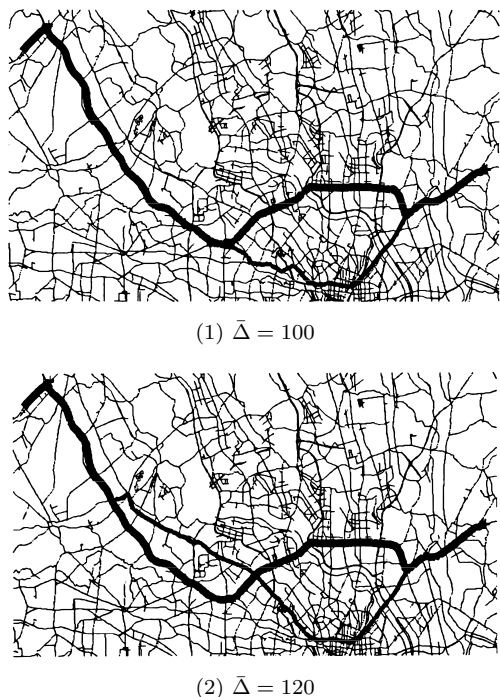 (1) Δ̄ = 100
(2) Δ̄ = 120